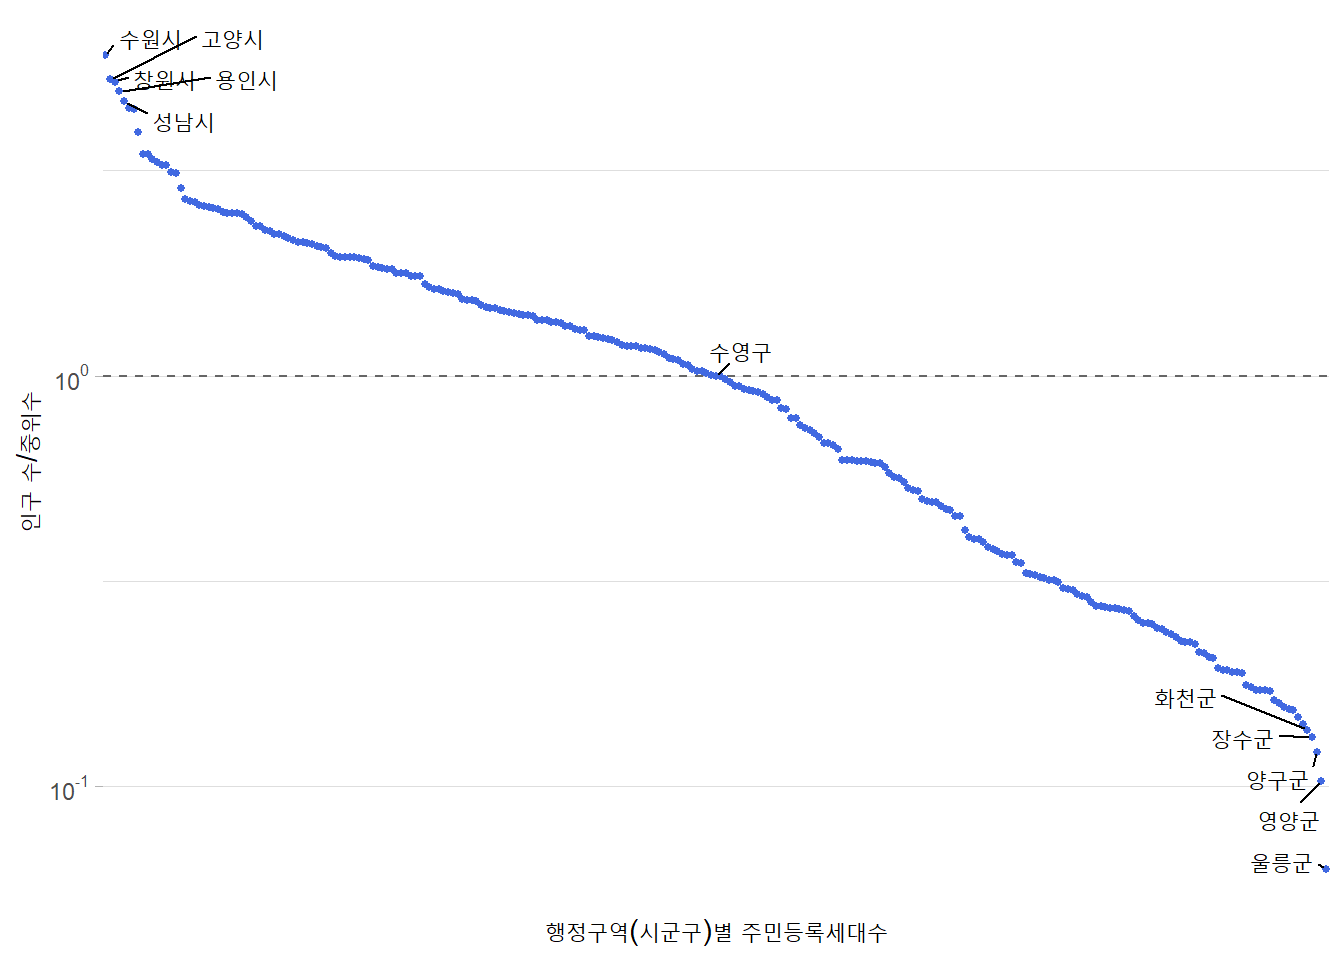 수원시
고양시
창원시
용인시
성남시
수영구
10⁰
인구 수/중위수
화천군
장수군
양구군
10⁻¹
영양군
울릉군
행정구역(시군구)별 주민등록세대수